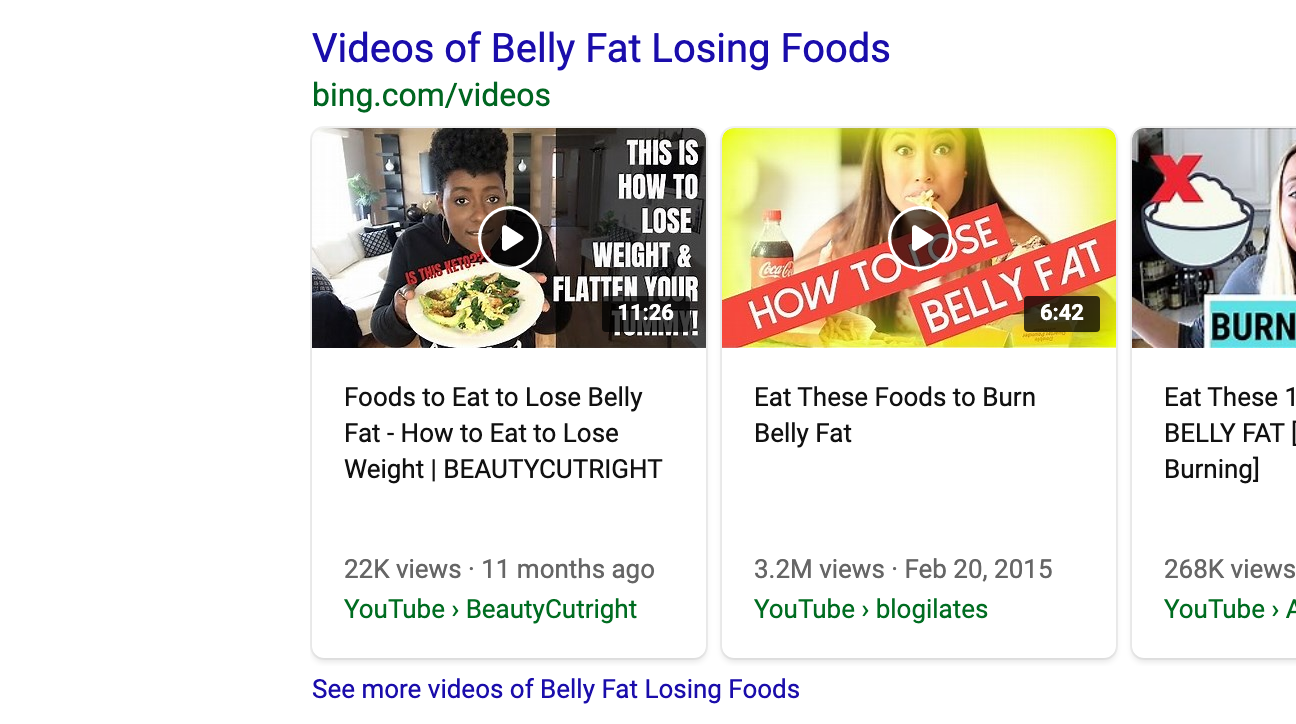 Videos of Belly Fat Losing Foods
bing.com/videos
THIS IS
HOW TO
LOSE
WEIGHT &
FLATTEN YOUR
TUMMY!
IS THIS KETO??
11:26
Coca-Cola
HOW TO LOSE
BELLY FAT
6:42
X
BURN
Foods to Eat to Lose Belly
Fat - How to Eat to Lose
Weight | BEAUTYCUTRIGHT
22K views · 11 months ago
YouTube › BeautyCutright
Eat These Foods to Burn
Belly Fat
3.2M views · Feb 20, 2015
YouTube › blogilates
Eat These 1
BELLY FAT [
Burning]
268K views
YouTube › A
See more videos of Belly Fat Losing Foods